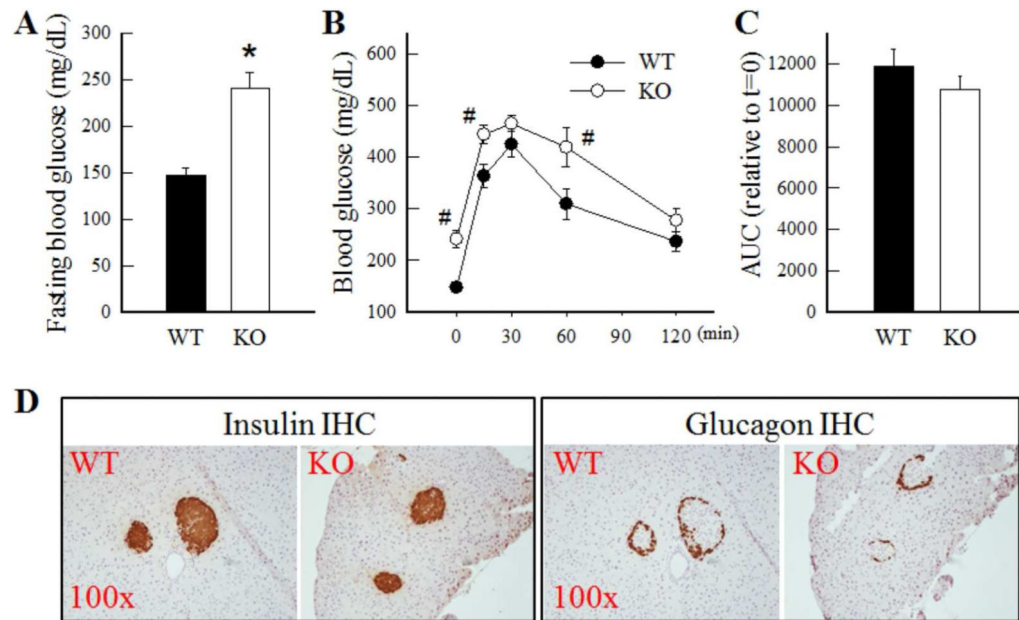 A
Fasting blood glucose (mg/dL)
300
250
200
150
100
50
0
*
WT KO
B
Blood glucose (mg/dL)
600
500
400
300
200
100
#
#
#
WT
KO
0 30 60 90 120 (min)
C
AUC (relative to t=0)
12000
10000
8000
6000
4000
2000
0
WT KO
D
Insulin IHC
WT
KO
100x
Glucagon IHC
WT
KO
100x